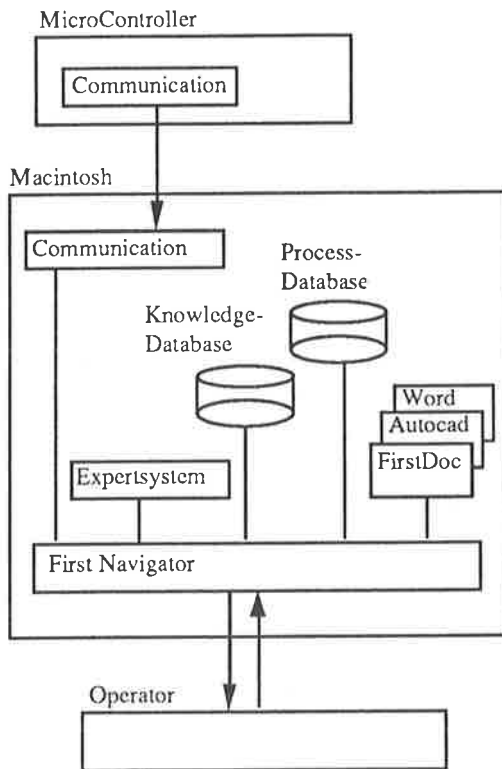 MicroController
Communication
Macintosh
Communication
Process-
Database
Knowledge-
Database
Word
Autocad
FirstDoc
Expertsystem
First Navigator
Operator